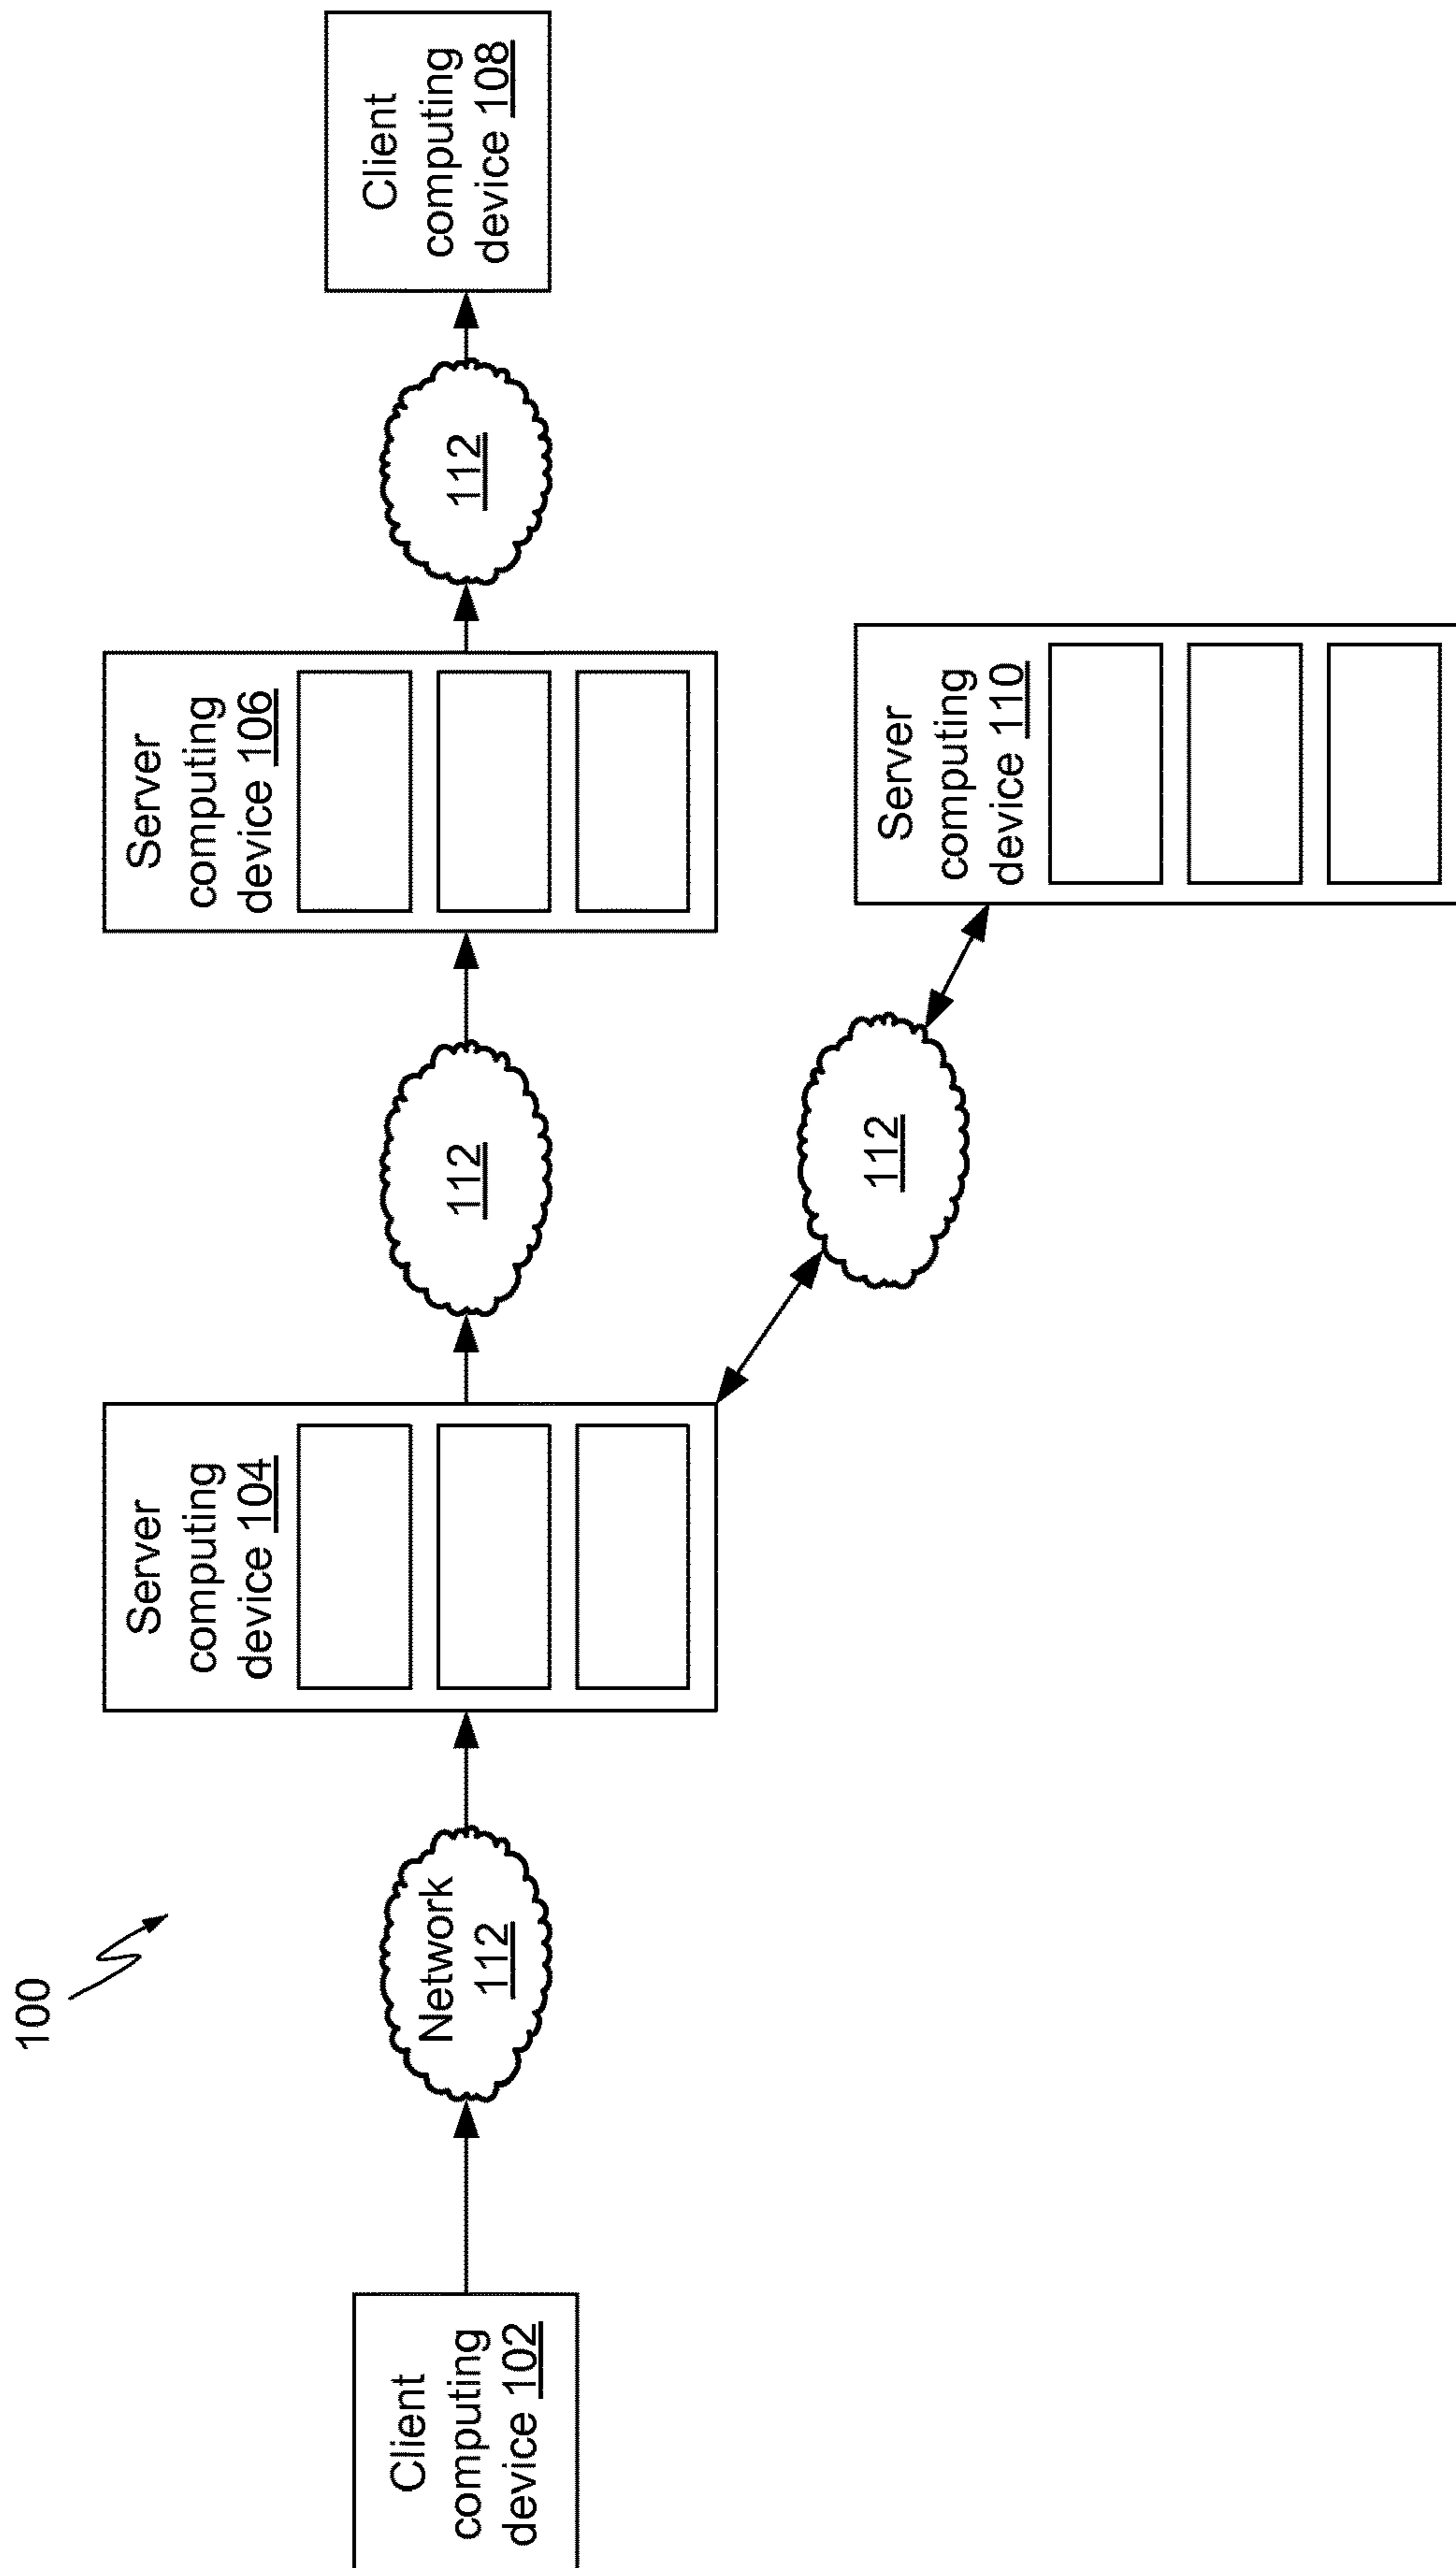 100
Client
computing
device 102
Network
112
Server
computing
device 104
112
Server
computing
device 106
112
Client
computing
device 108
112
Server
computing
device 110